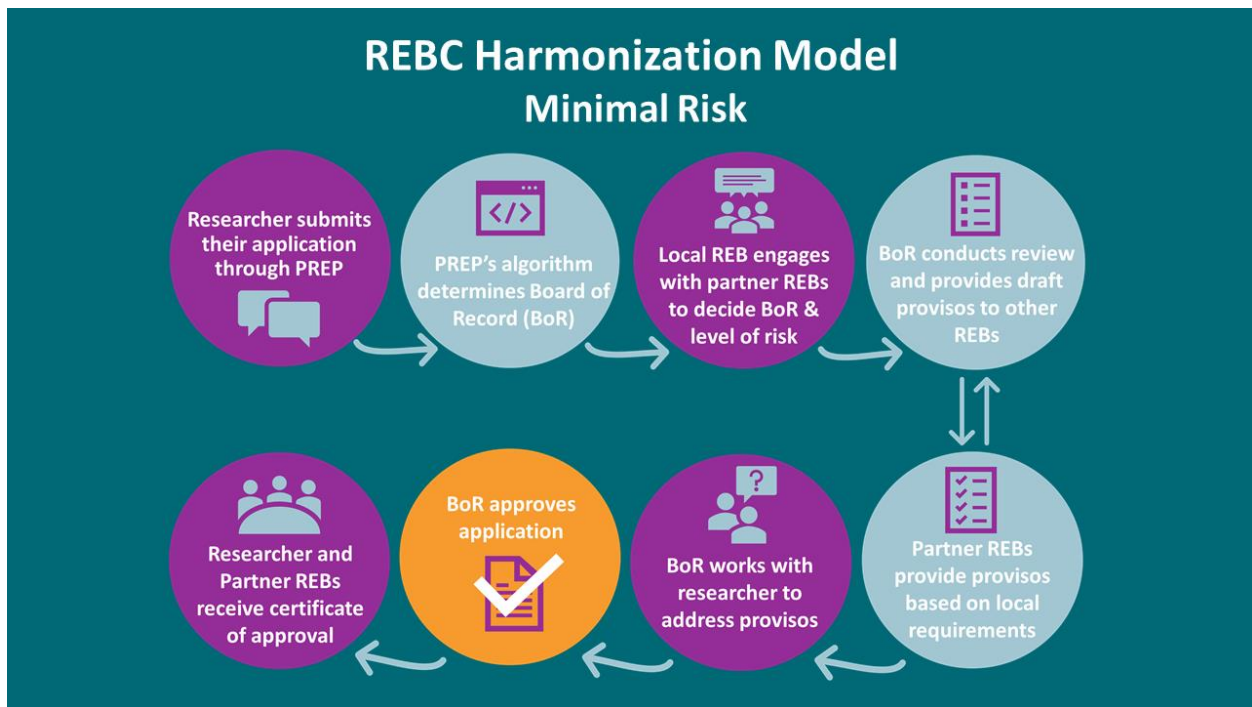 REBC Harmonization Model
Minimal Risk
Researcher submits
their application
through PREP
</>
PREP’s algorithm
determines Board of
Record (BoR)
Local REB engages
with partner REBs
to decide BoR &
level of risk
BoR conducts review
and provides draft
provisos to other
REBs
Partner REBs
provide provisos
based on local
requirements
?
BoR works with
researcher to
address provisos
BoR approves
application
Researcher and
Partner REBs
receive certificate
of approval